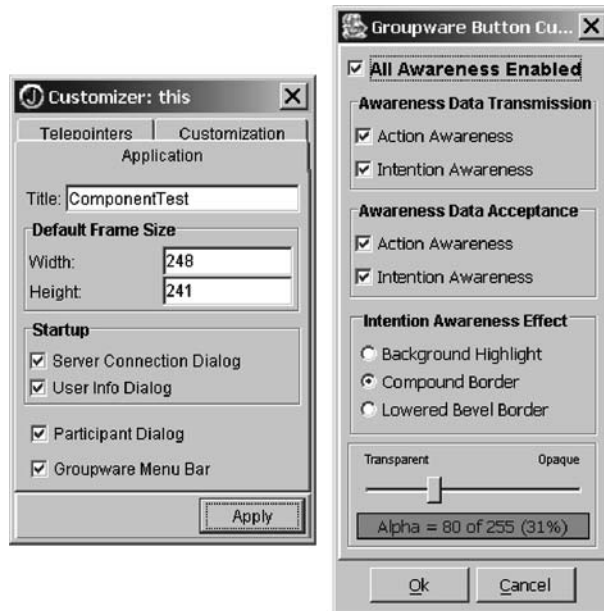 Customizer: this
Telepointers
Customization
Application
Title: ComponentTest
Default Frame Size
Width: 248
Height: 241
Startup
Server Connection Dialog
User Info Dialog
Participant Dialog
Groupware Menu Bar
Apply
Groupware Button Cu...
All Awareness Enabled
Awareness Data Transmission
Action Awareness
Intention Awareness
Awareness Data Acceptance
Action Awareness
Intention Awareness
Intention Awareness Effect
Background Highlight
Compound Border
Lowered Bevel Border
Transparent Opaque
Alpha = 80 of 255 (31%)
Ok Cancel